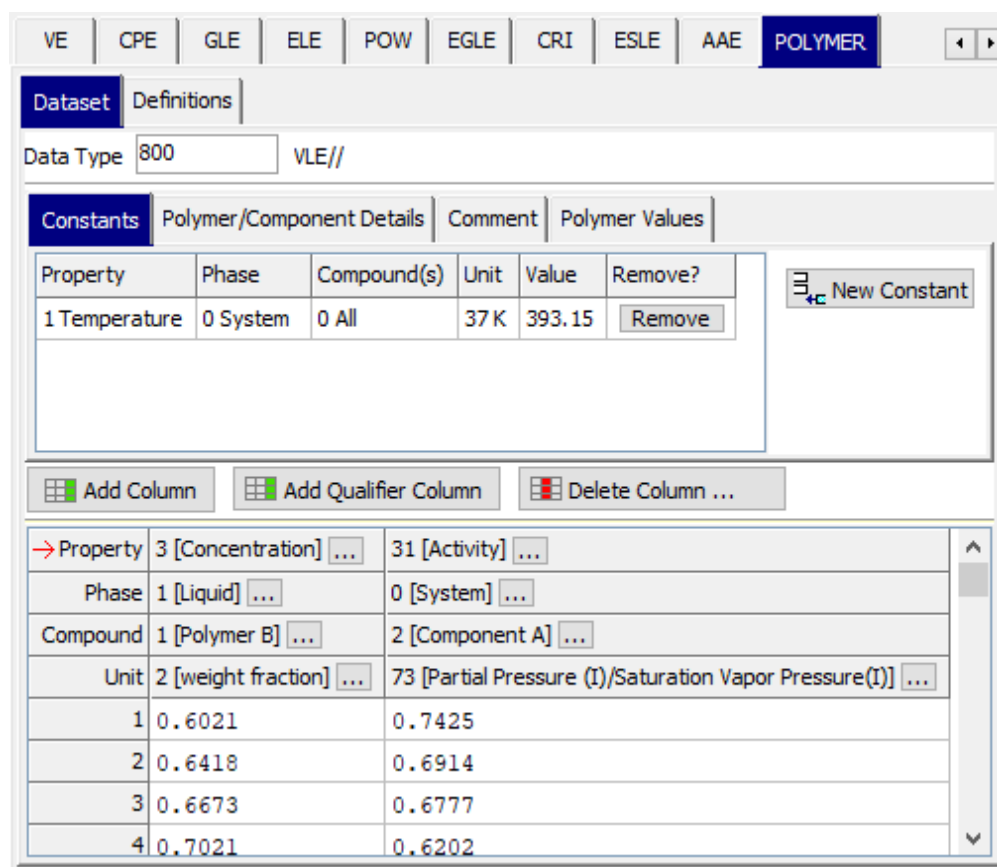 VE CPE GLE ELE POW EGLE CRI ESLE AAE POLYMER
Dataset Definitions
Data Type 800 VLE//
Constants Polymer/Component Details Comment Polymer Values
Property Phase Compound(s) Unit Value Remove?
1 Temperature 0 System 0 All 37 K 393.15 Remove
New Constant
Add Column Add Qualifier Column Delete Column ...
Property 3 [Concentration] ... 31 [Activity] ...
Phase 1 [Liquid] ... 0 [System] ...
Compound 1 [Polymer B] ... 2 [Component A] ...
Unit 2 [weight fraction] ... 73 [Partial Pressure (I)/Saturation Vapor Pressure(I)] ...
1 0.6021 0.7425
2 0.6418 0.6914
3 0.6673 0.6777
4 0.7021 0.6202